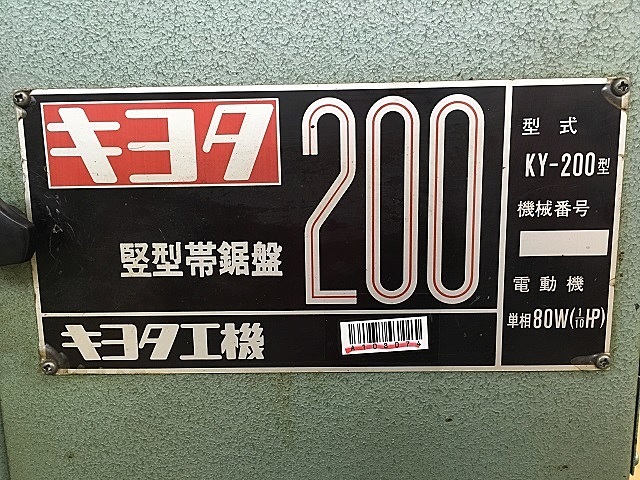 キヨタ
200
竪型帯鋸盤
キヨタ工機
A103074
型式
KY-200型
機械番号
電動機
単相80W(1/10HP)